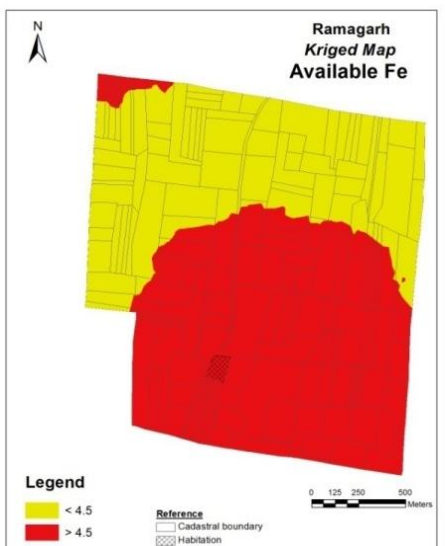 N
Ramagarh
Kriged Map
Available Fe
Legend
< 4.5
> 4.5
Reference
Cadastral boundary
Habitation
0 125 250 500
Meters